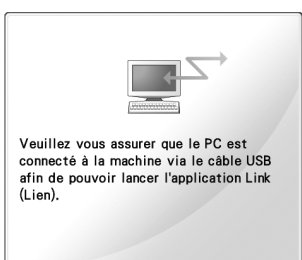 Veuillez vous assurer que le PC est
connecté à la machine via le câble USB
afin de pouvoir lancer l'application Link
(Lien).